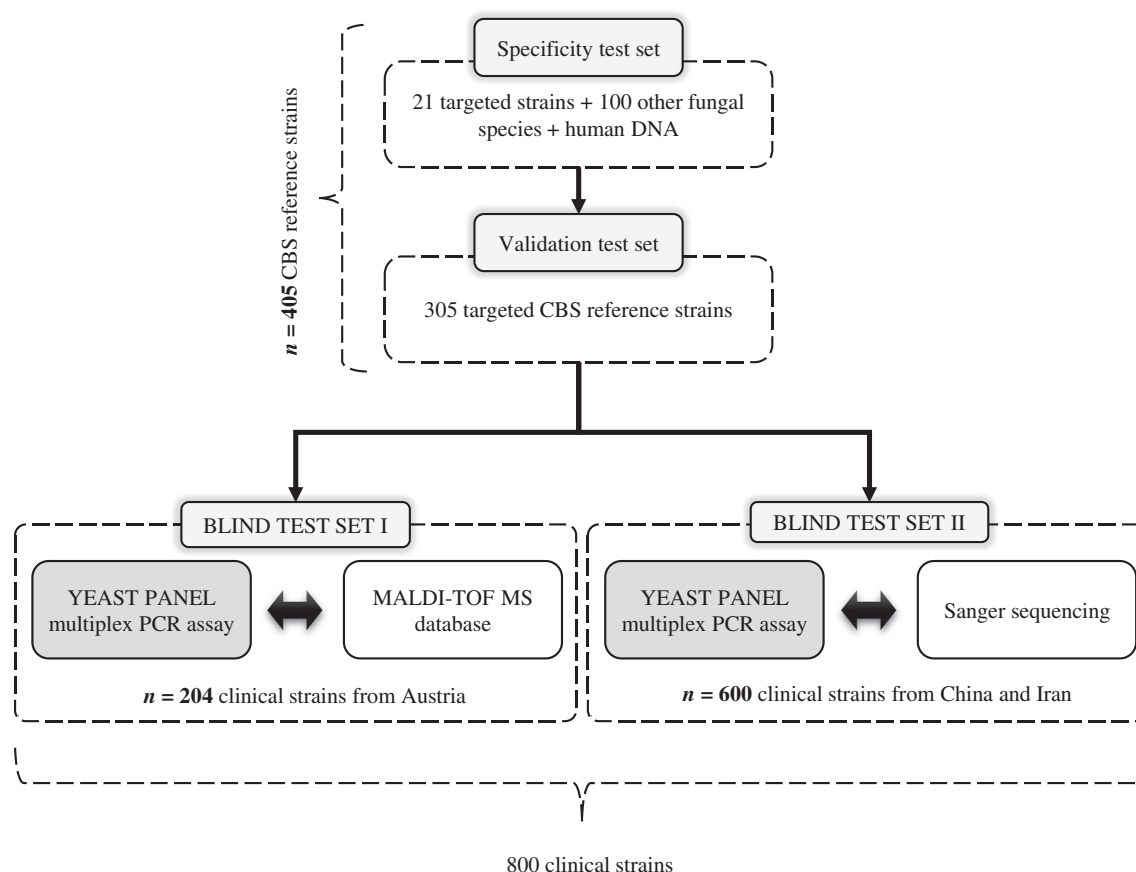 Specificity test set
21 targeted strains + 100 other fungal
species + human DNA
n = 405 CBS reference strains
Validation test set
305 targeted CBS reference strains
BLIND TEST SET I
YEAST PANEL
multiplex PCR assay
MALDI-TOF MS
database
n = 204 clinical strains from Austria
BLIND TEST SET II
YEAST PANEL
multiplex PCR assay
Sanger sequencing
n = 600 clinical strains from China and Iran
800 clinical strains